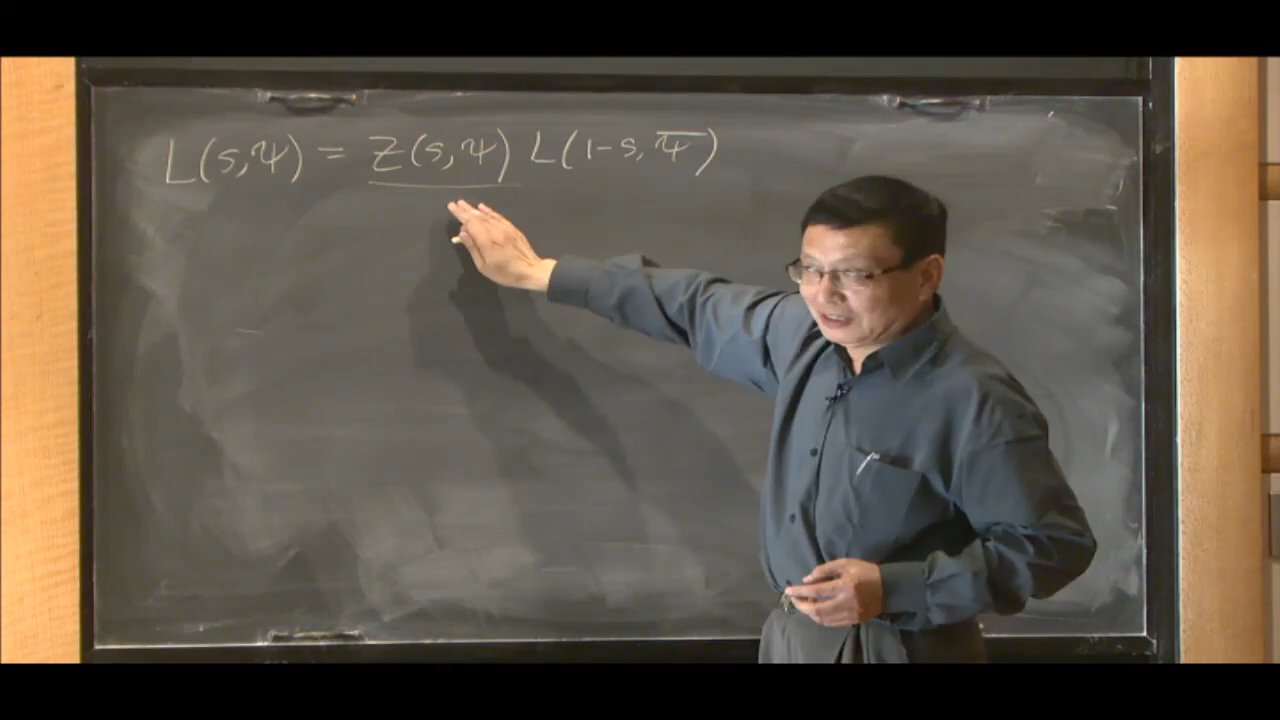 L(s,ψ) = Z(s,ψ) L(1-s, ψ̅)